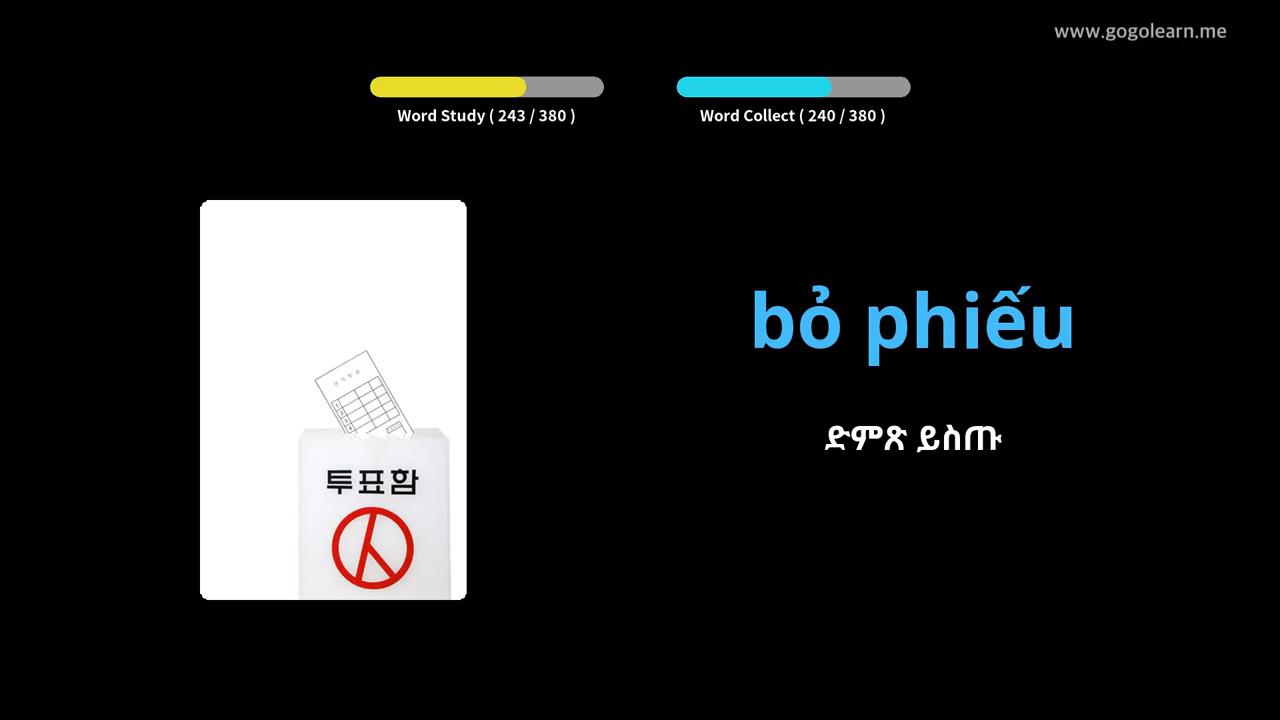 www.gogolearn.me
Word Study ( 243 / 380 )
Word Collect ( 240 / 380 )
bỏ phiếu
ድምጽ ይስጡ
투표함